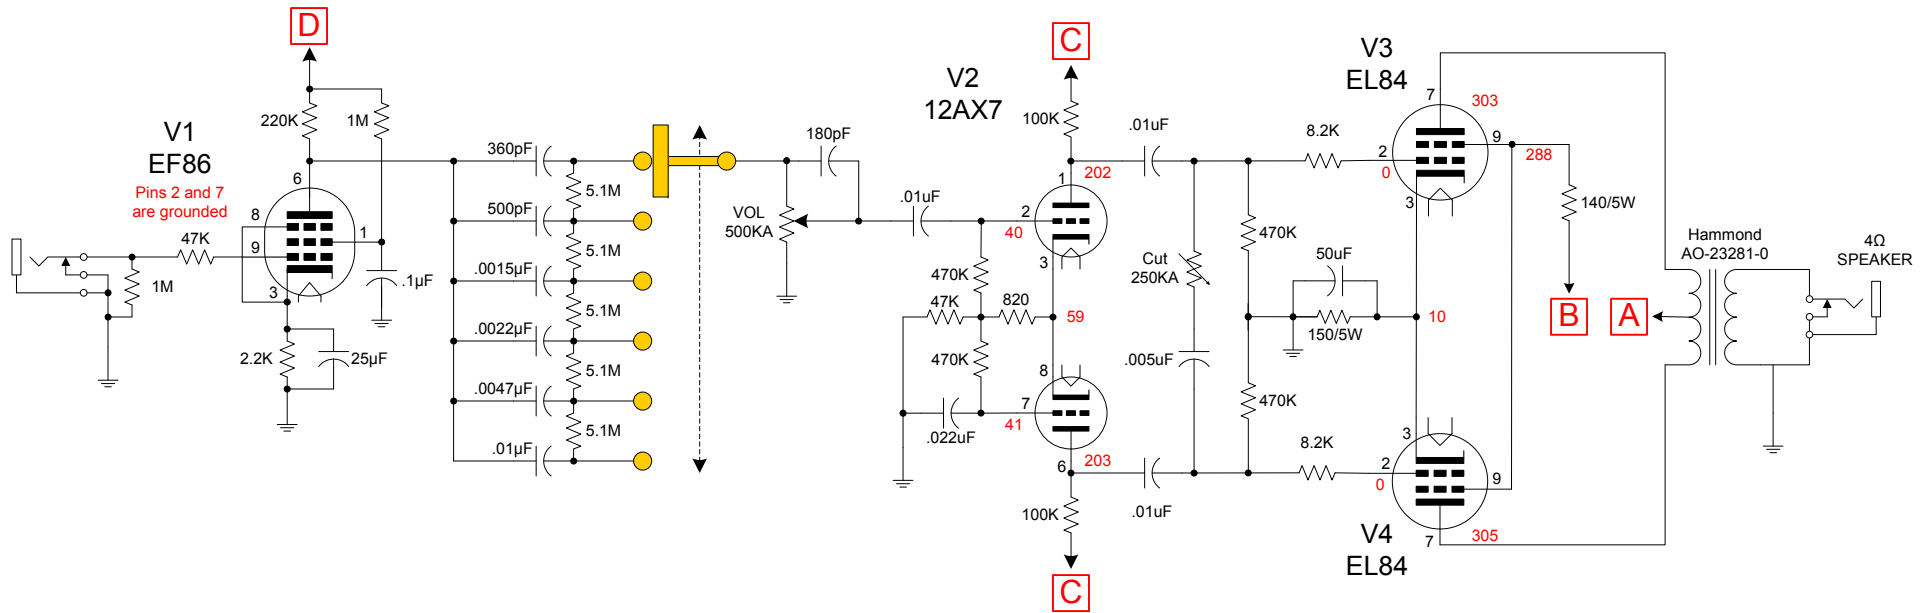 D
220K
1M
V1
EF86
Pins 2 and 7
are grounded
6
8
9
1
3
47K
1M
.1µF
2.2K
25µF
360pF
5.1M
500pF
5.1M
.0015µF
5.1M
.0022µF
5.1M
.0047µF
5.1M
.01µF
180pF
VOL
500KA
.01uF
V2
12AX7
C
100K
1
202
2
40
3
470K
47K
820
59
470K
8
7
41
.022uF
6
203
100K
C
.01uF
.01uF
Cut
250KA
.005uF
470K
470K
50uF
150/5W
10
8.2K
8.2K
V3
EL84
7
303
9
288
2
0
3
140/5W
B
A
3
2
0
9
7
305
V4
EL84
Hammond
AO-23281-0
4Ω
SPEAKER